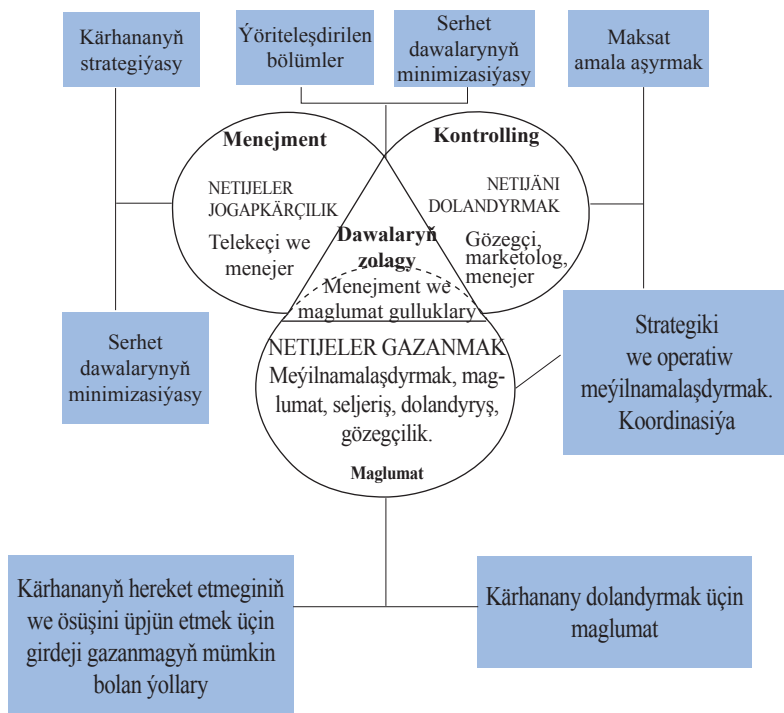 Kärhananyň
strategiýasy
Ýöriteleşdirilen
bölümler
Serhet
dawalarynyň
minimizasiýasy
Maksat
amala aşyrmak
Menejment
NETIJELER
JOGAPKÄRÇILIK
Telekeçi we
menejer
Kontrolling
NETIJÄNI
DOLANDYRMAK
Gözegçi,
marketolog,
menejer
Dawalaryň
zolagy
Menejment we
maglumat gulluklary
NETIJELER GAZANMAK
Meýilnamalaşdyrmak, mag-
lumat, seljeriş, dolandyryş,
gözegçilik.
Maglumat
Serhet
dawalarynyň
minimizasiýasy
Strategiki
we operatiw
meýilnamalaşdyrmak.
Koordinasiýa
Kärhananyň hereket etmeginiň
we ösüşini üpjün etmek üçin
girdeji gazanmagyň mümkin
bolan ýollary
Kärhanany dolandyrmak üçin
maglumat